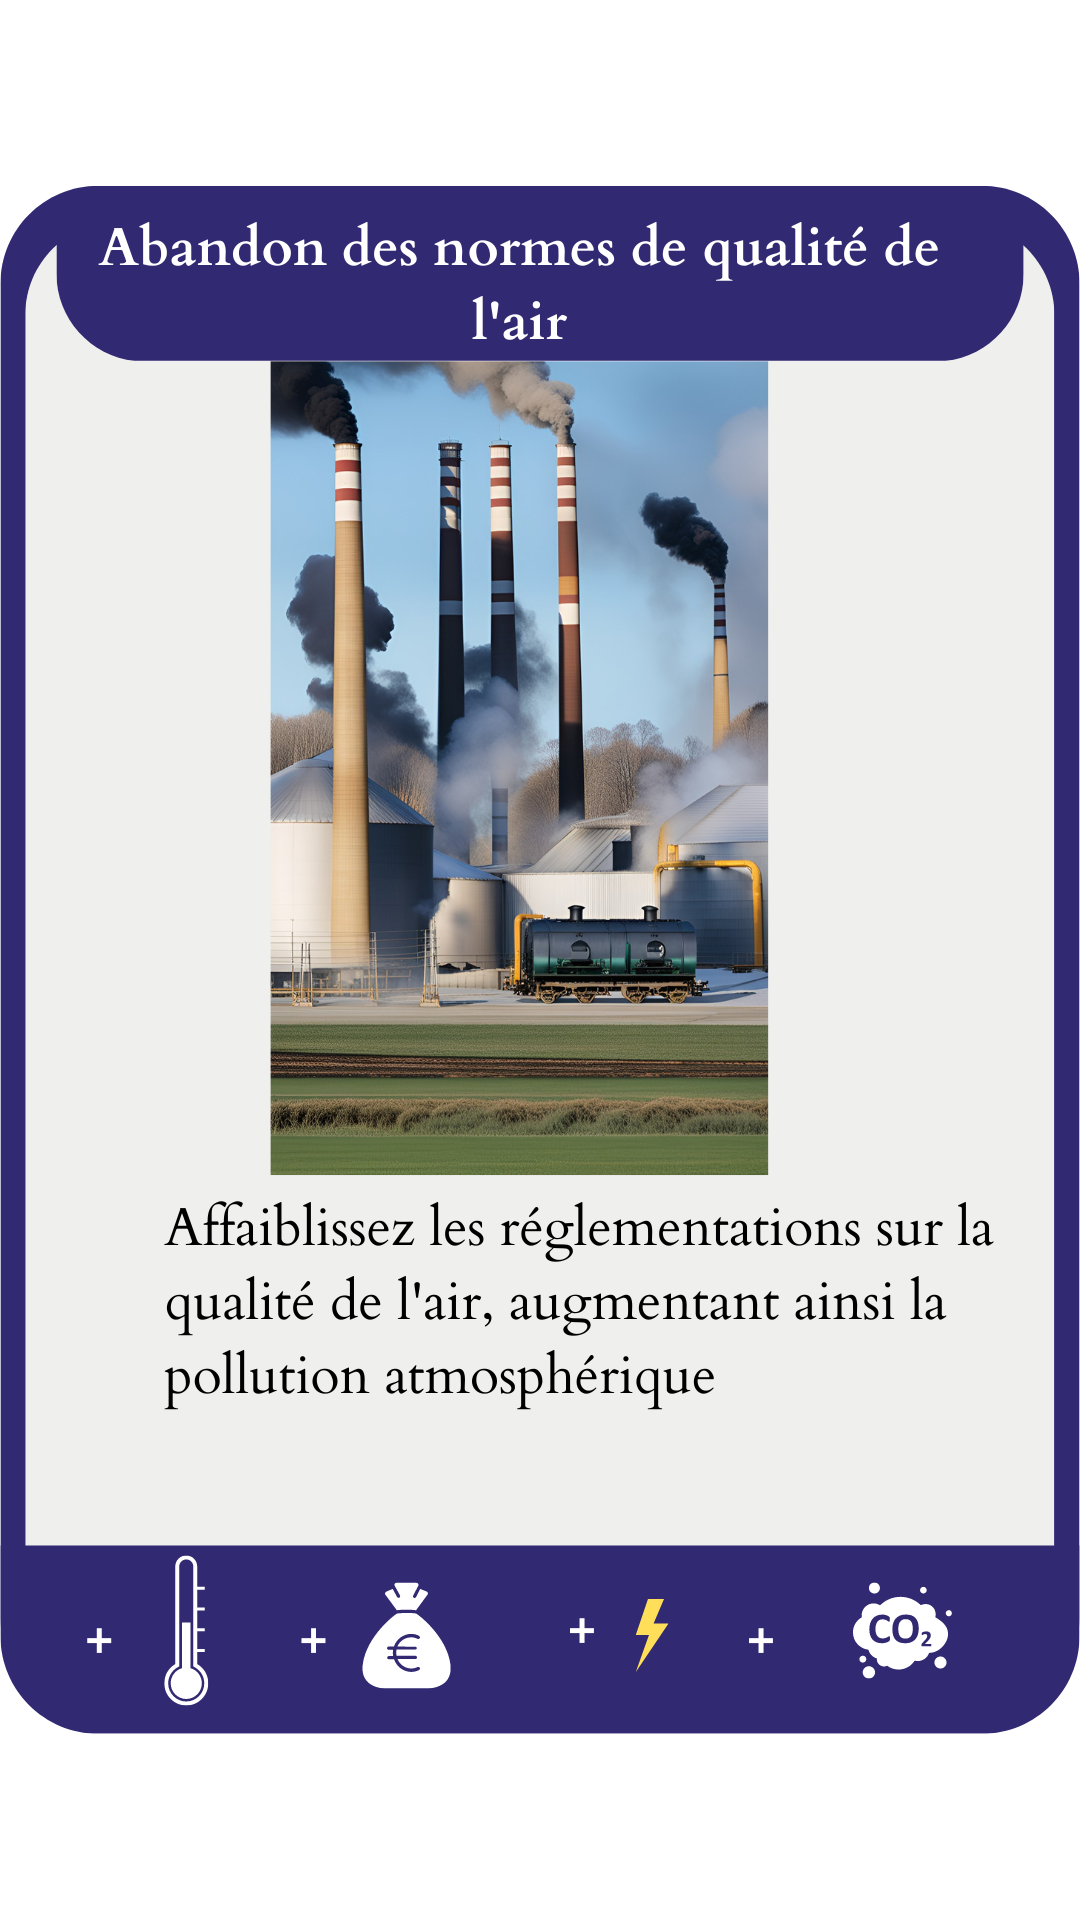 Abandon des normes de qualité de
l'air
Affaiblissez les réglementations sur la
qualité de l'air, augmentant ainsi la
pollution atmosphérique
+ + € + + CO₂